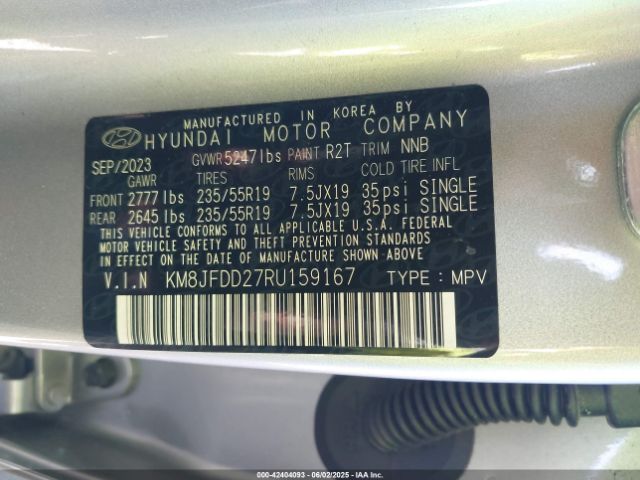 MANUFACTURED IN KOREA BY
HYUNDAI MOTOR COMPANY
SEP/2023 GVWR 5247lbs PAINT R2T TRIM NNB
GAWR TIRES RIMS COLD TIRE INFL
FRONT 2777 lbs 235/55R19 7.5JX19 35psi SINGLE
REAR 2645 lbs 235/55R19 7.5JX19 35psi SINGLE
THIS VEHICLE CONFORMS TO ALL APPLICABLE U.S.A. FEDERAL
MOTOR VEHICLE SAFETY, BUMPER, AND THEFT PREVENTION STANDARDS
IN EFFECT ON THE DATE OF MANUFACTURE SHOWN ABOVE.
V.I.N KM8JFDD27RU159167 TYPE : MPV
000-42404093 | 06/02/2025 | IAA Inc.